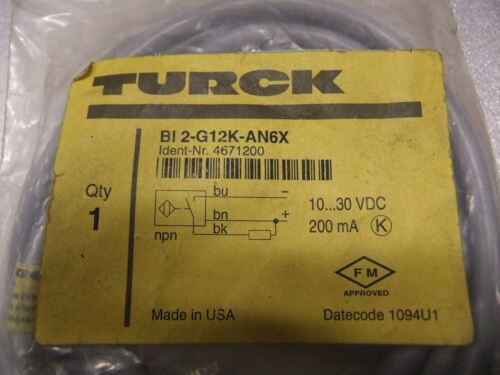 TURCK
BI 2-G12K-AN6X
Ident-Nr. 4671200
Qty
1
bu –
bn +
bk
npn
10...30 VDC
200 mA K
FM
APPROVED
Made in USA
Datecode 1094U1